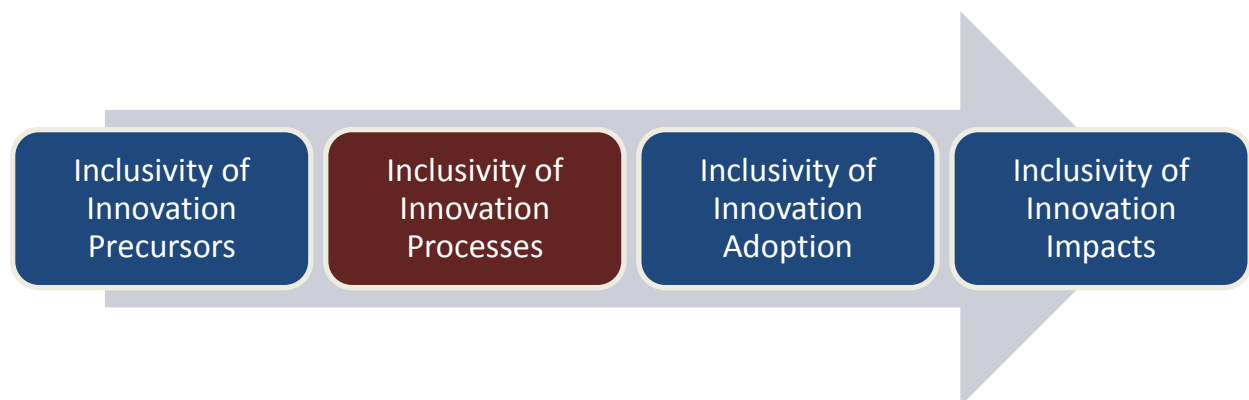 Inclusivity of
Innovation
Precursors
Inclusivity of
Innovation
Processes
Inclusivity of
Innovation
Adoption
Inclusivity of
Innovation
Impacts